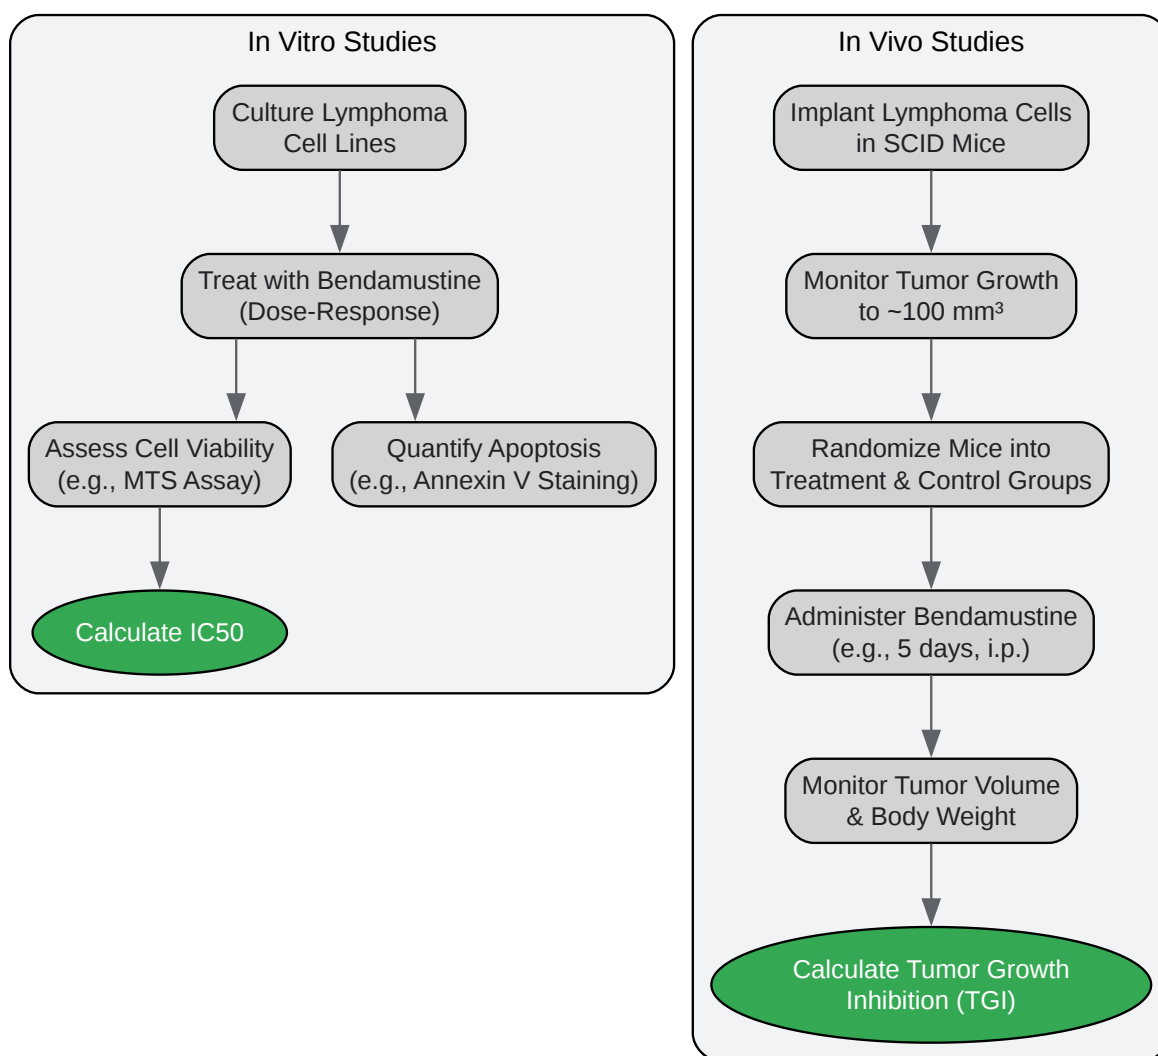 In Vitro Studies
Culture Lymphoma
Cell Lines
Treat with Bendamustine
(Dose-Response)
Assess Cell Viability
(e.g., MTS Assay)
Quantify Apoptosis
(e.g., Annexin V Staining)
Calculate IC50
In Vivo Studies
Implant Lymphoma Cells
in SCID Mice
Monitor Tumor Growth
to ~100 mm³
Randomize Mice into
Treatment & Control Groups
Administer Bendamustine
(e.g., 5 days, i.p.)
Monitor Tumor Volume
& Body Weight
Calculate Tumor Growth
Inhibition (TGI)